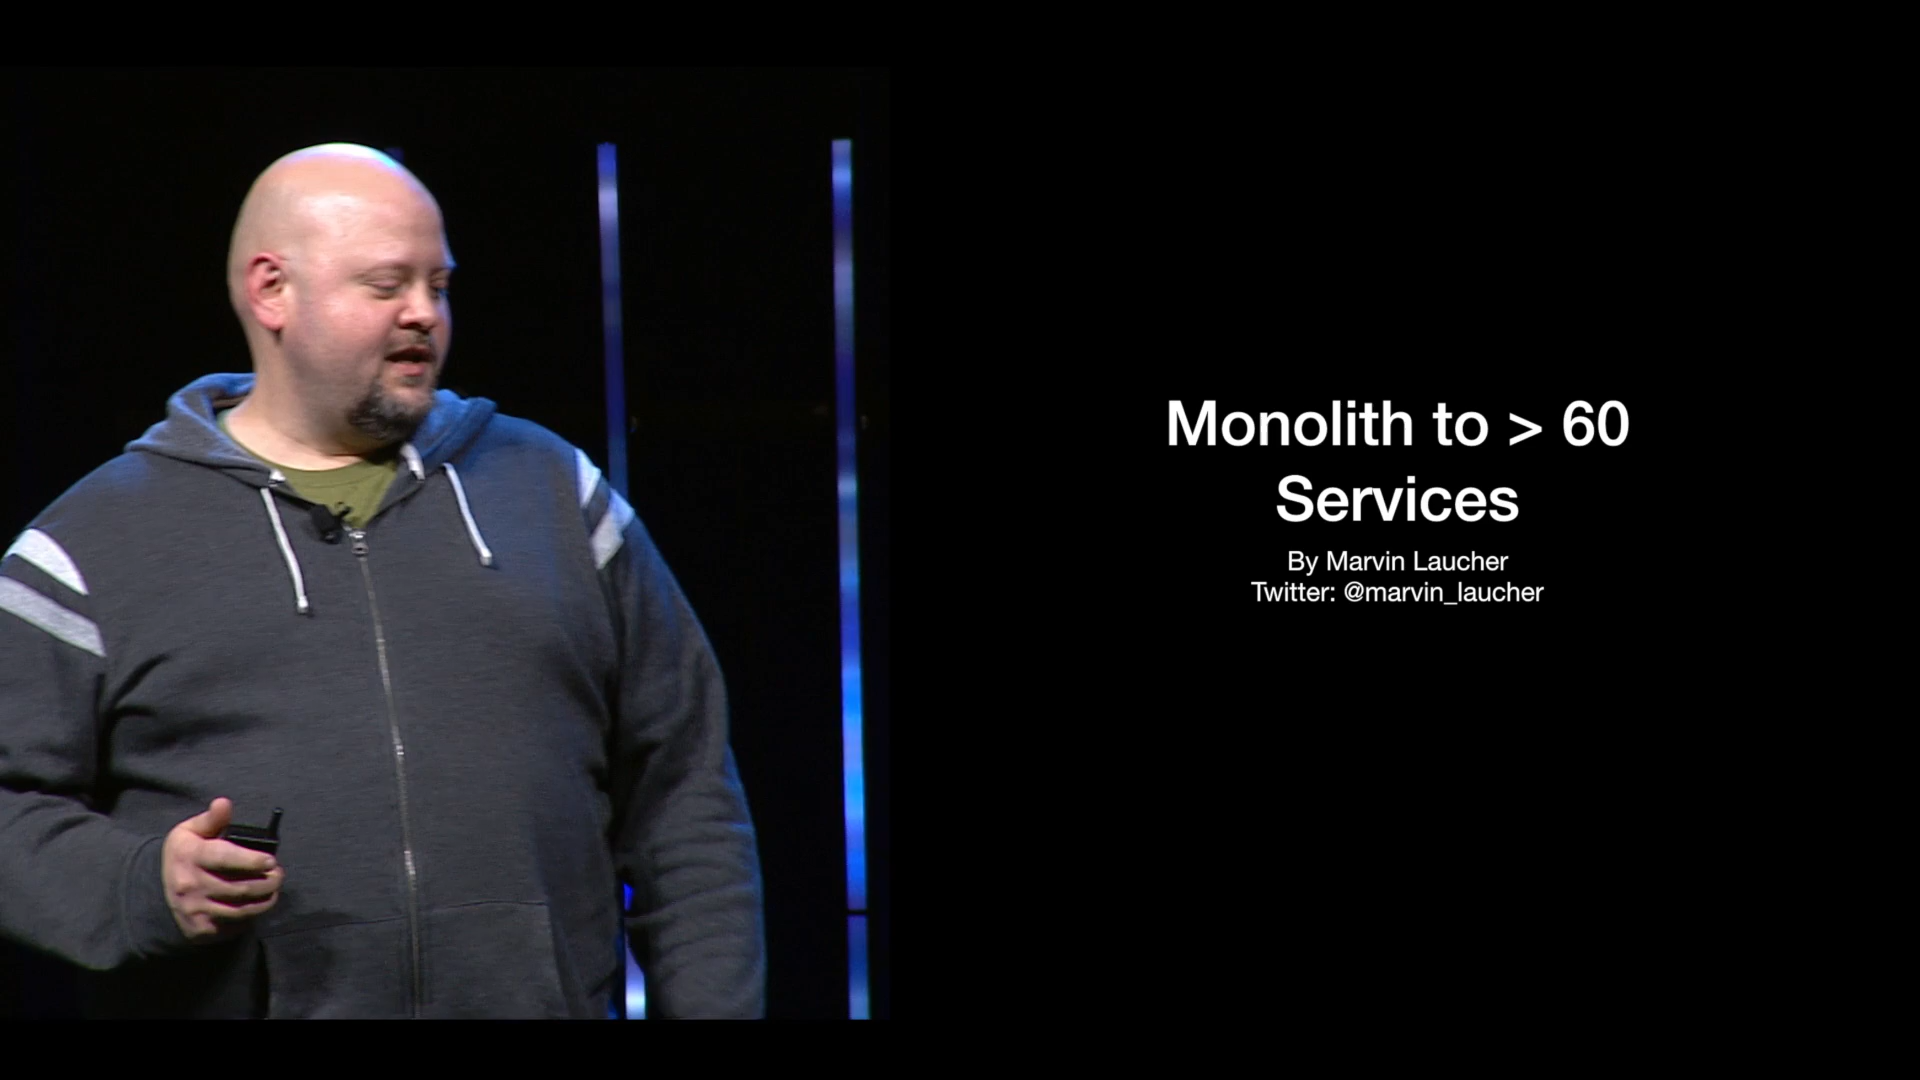 Monolith to > 60
Services
By Marvin Laucher
Twitter: @marvin_laucher